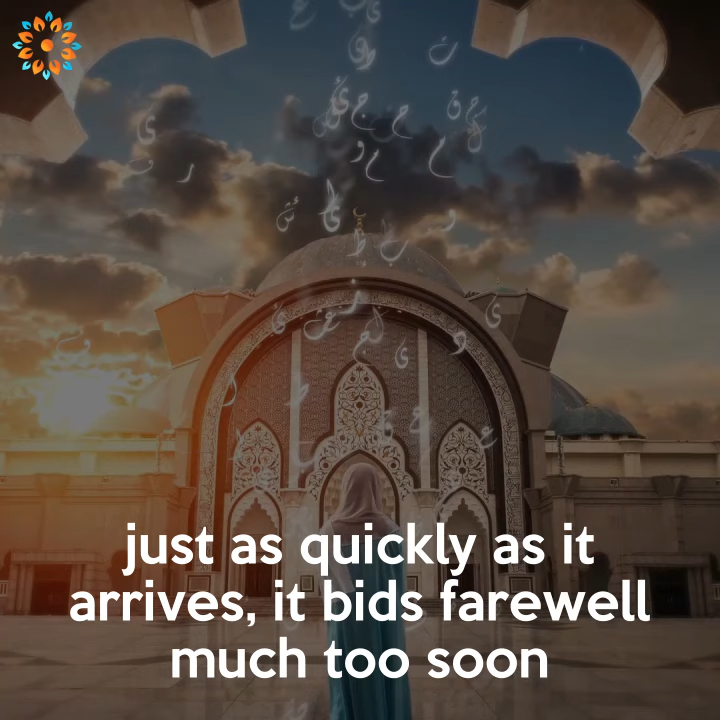 just as quickly as it
arrives, it bids farewell
much too soon